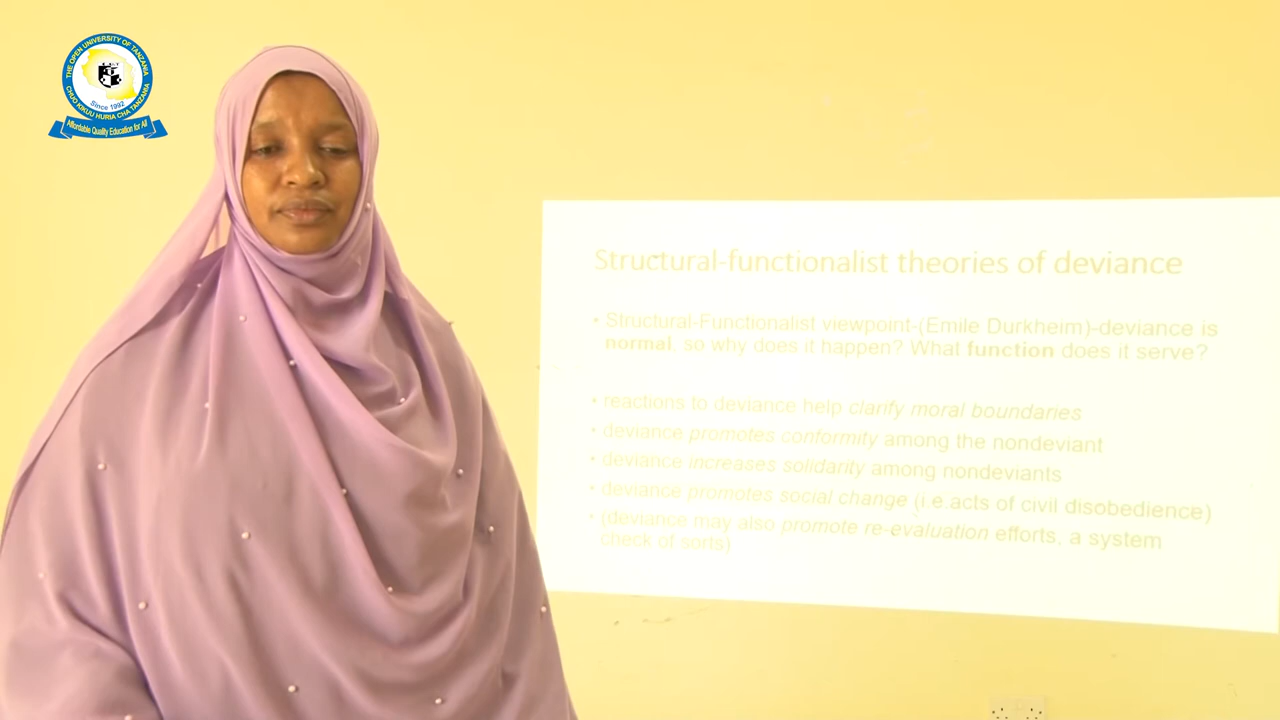 THE OPEN UNIVERSITY OF TANZANIA
CHUO KIKUU HURIA CHA TANZANIA
Since 1992
Affordable Quality Education for All
Structural-functionalist theories of deviance
• Structural-Functionalist viewpoint-(Emile Durkheim)-deviance is
normal, so why does it happen? What function does it serve?
• reactions to deviance help clarify moral boundaries
• deviance promotes conformity among the nondeviant
• deviance increases solidarity among nondeviants
• deviance promotes social change (i.e.acts of civil disobedience)
• (deviance may also promote re-evaluation efforts, a system
check of sorts)